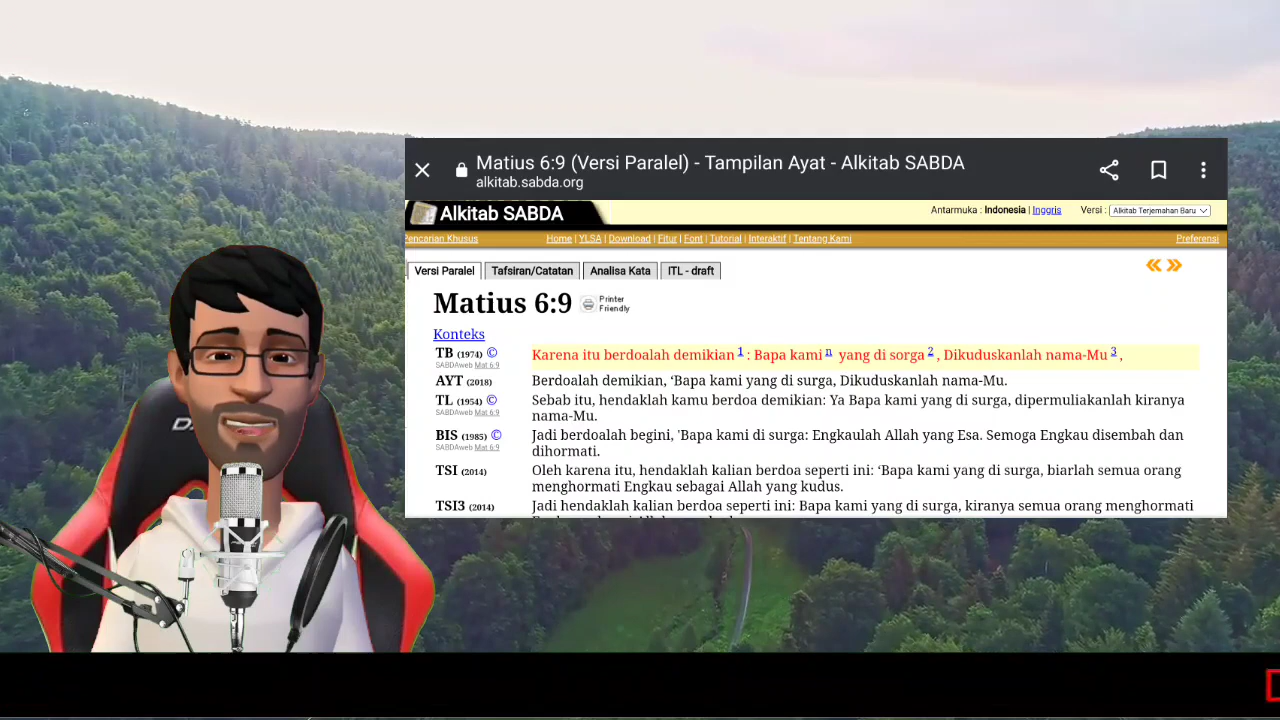 Matius 6:9 (Versi Paralel) - Tampilan Ayat - Alkitab SABDA
alkitab.sabda.org
Alkitab SABDA
Antarmuka : Indonesia | Inggris Versi : Alkitab Terjemahan Baru
Pencarian Khusus Home | YLSA | Download | Fitur | Font | Tutorial | Interaktif | Tentang Kami Preferensi
Versi Paralel Tafsiran/Catatan Analisa Kata ITL - draft
Matius 6:9 Printer Friendly
Konteks
TB (1974) © Karena itu berdoalah demikian 1 : Bapa kami n yang di sorga 2 , Dikuduskanlah nama-Mu 3 ,
SABDAweb Mat 6:9
AYT (2018) Berdoalah demikian, ‘Bapa kami yang di surga, Dikuduskanlah nama-Mu.
TL (1954) © Sebab itu, hendaklah kamu berdoa demikian: Ya Bapa kami yang di surga, dipermuliakanlah kiranya
SABDAweb Mat 6:9 nama-Mu.
BIS (1985) © Jadi berdoalah begini, 'Bapa kami di surga: Engkaulah Allah yang Esa. Semoga Engkau disembah dan
SABDAweb Mat 6:9 dihormati.
TSI (2014) Oleh karena itu, hendaklah kalian berdoa seperti ini: ‘Bapa kami yang di surga, biarlah semua orang
menghormati Engkau sebagai Allah yang kudus.
TSI3 (2014) Jadi hendaklah kalian berdoa seperti ini: Bapa kami yang di surga, kiranya semua orang menghormati